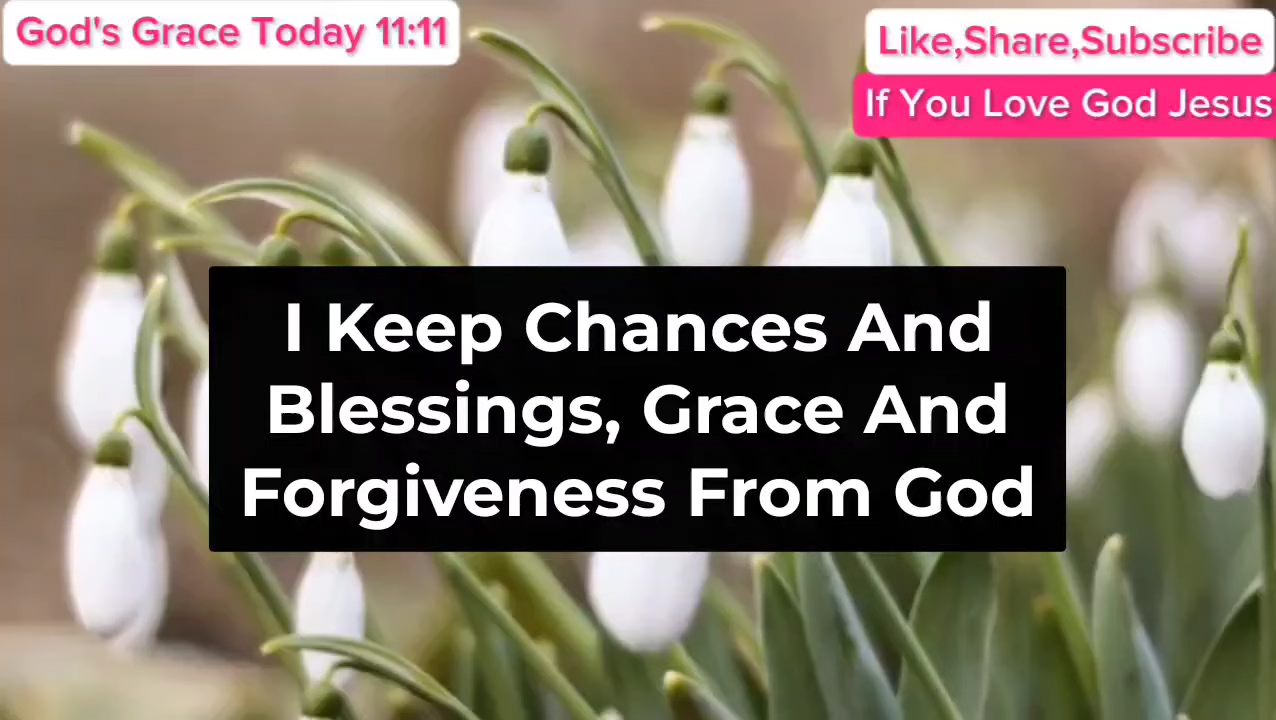 God's Grace Today 11:11
Like,Share,Subscribe
If You Love God Jesus
I Keep Chances And
Blessings, Grace And
Forgiveness From God